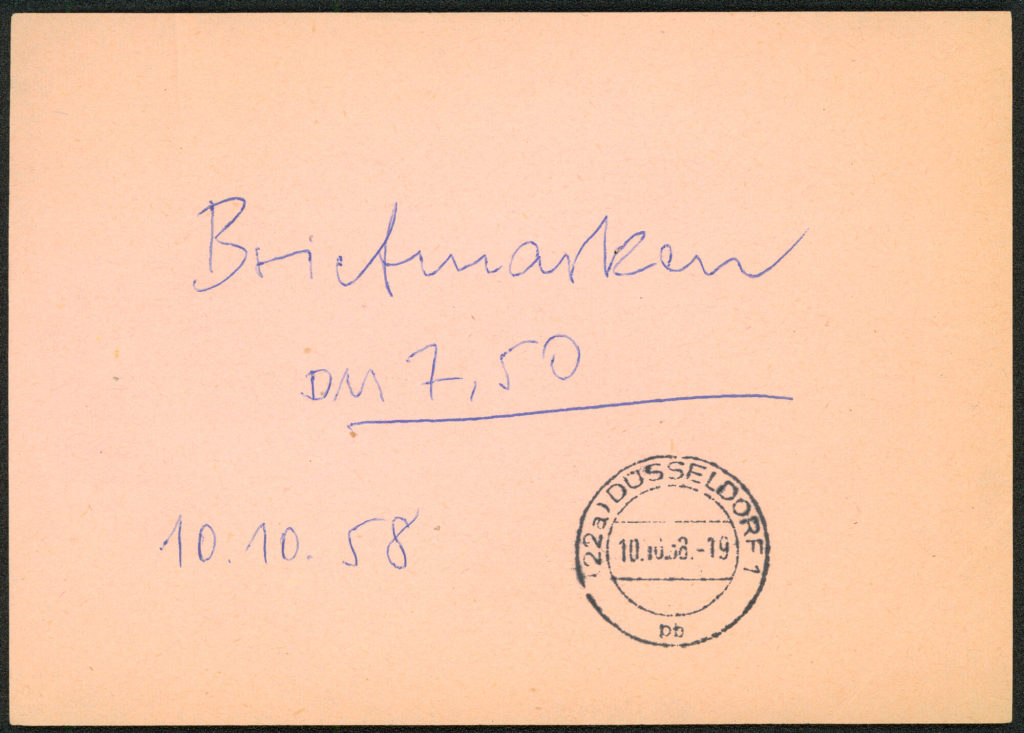 Briefmarken
DM 7,50
10.10.58
(22a) DÜSSELDORF 1
10.10.58.-19
pb